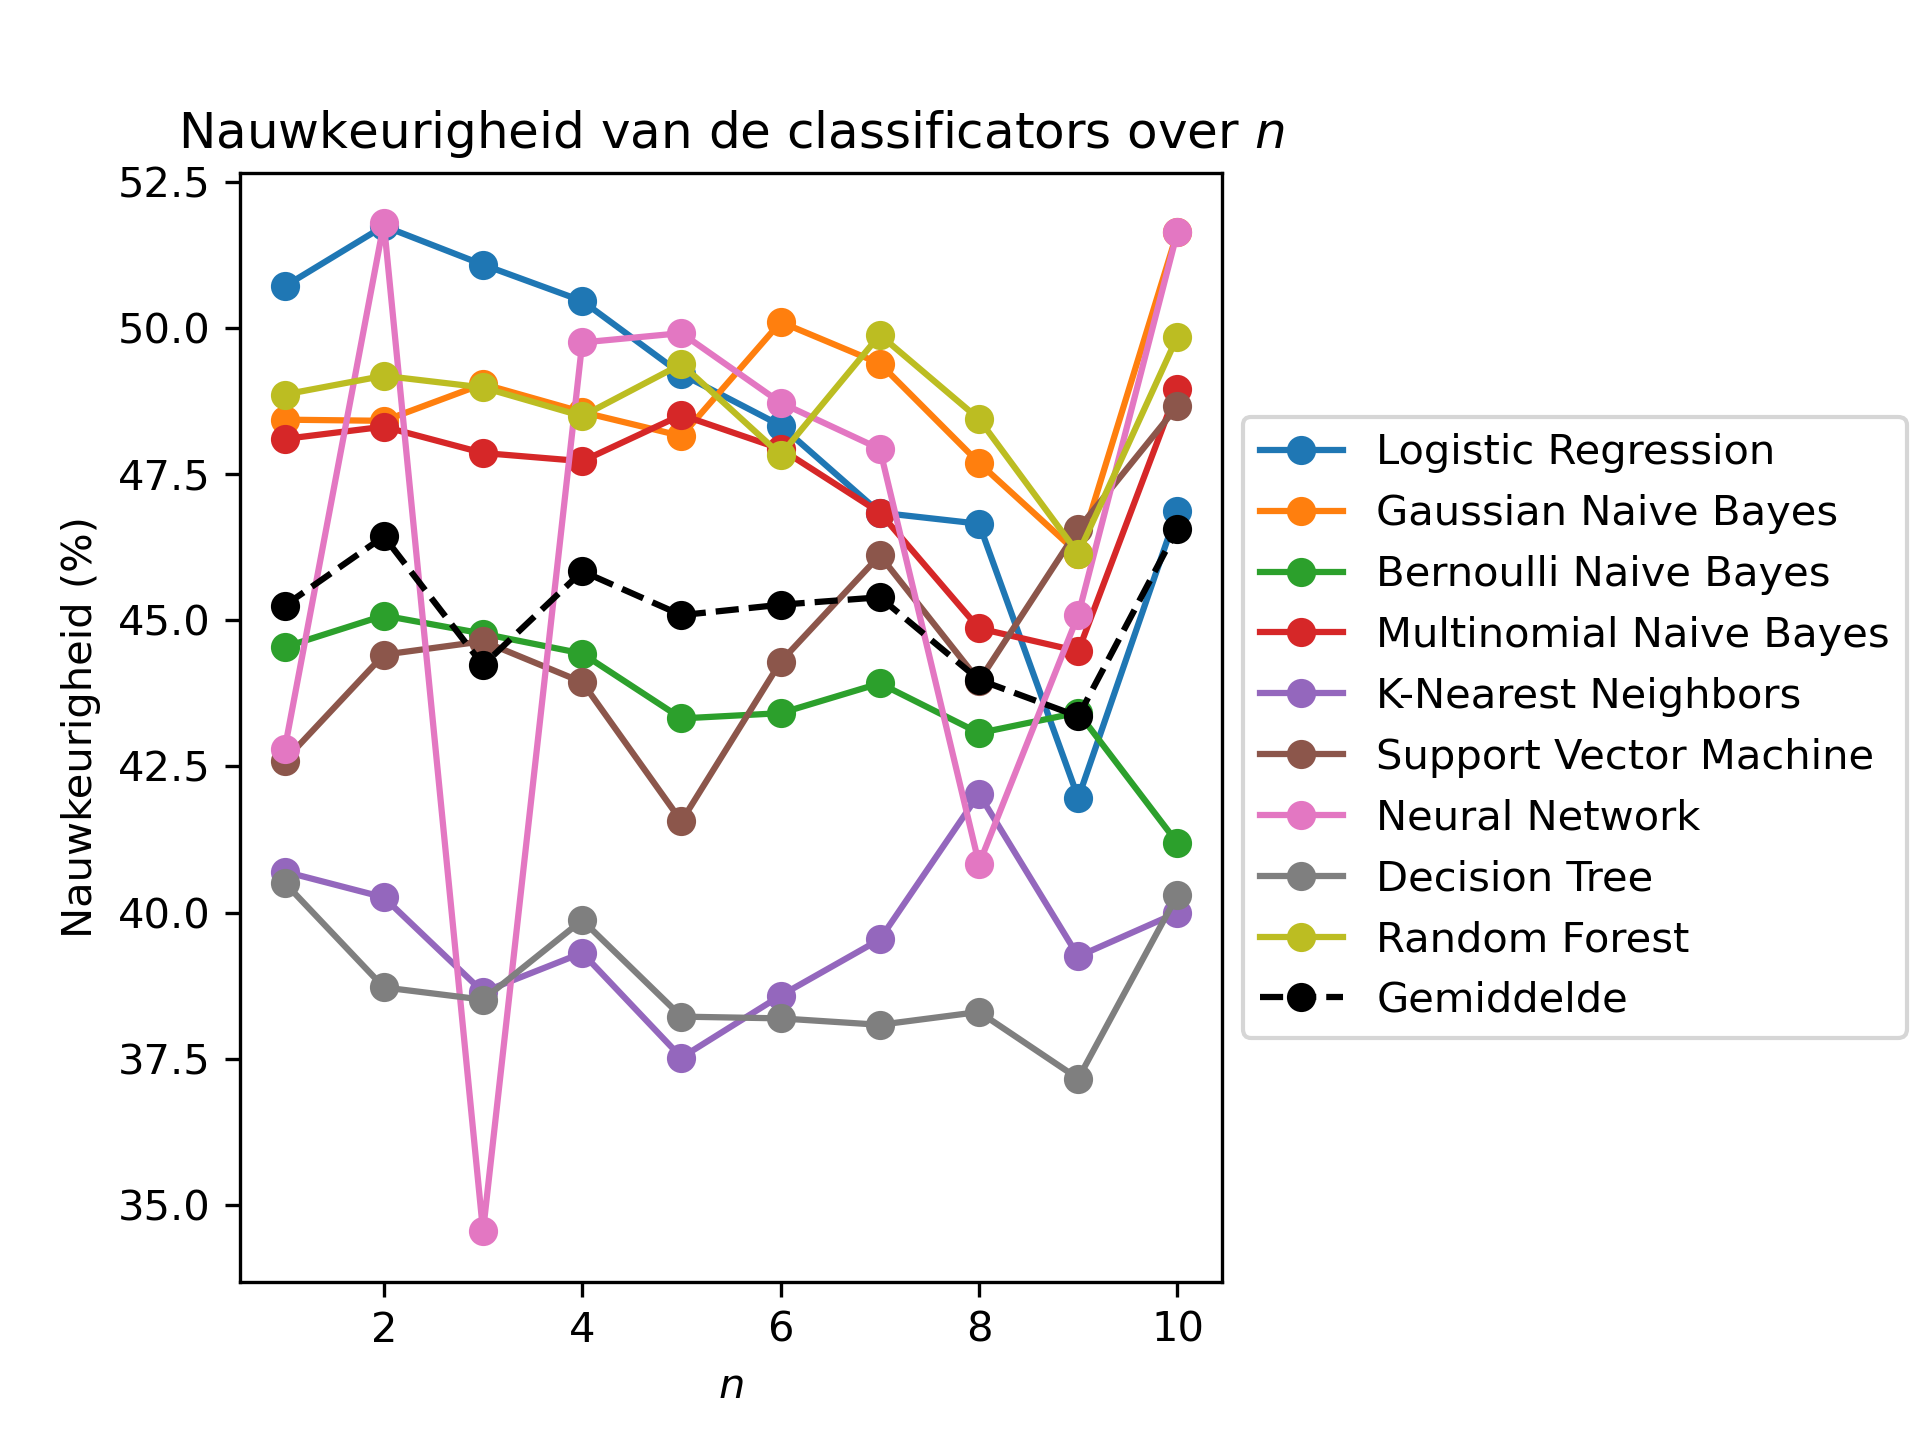 Nauwkeurigheid van de classificators over n
52.5
50.0
47.5
45.0
42.5
40.0
37.5
35.0
Nauwkeurigheid (%)
2 4 6 8 10
n
Logistic Regression
Gaussian Naive Bayes
Bernoulli Naive Bayes
Multinomial Naive Bayes
K-Nearest Neighbors
Support Vector Machine
Neural Network
Decision Tree
Random Forest
Gemiddelde